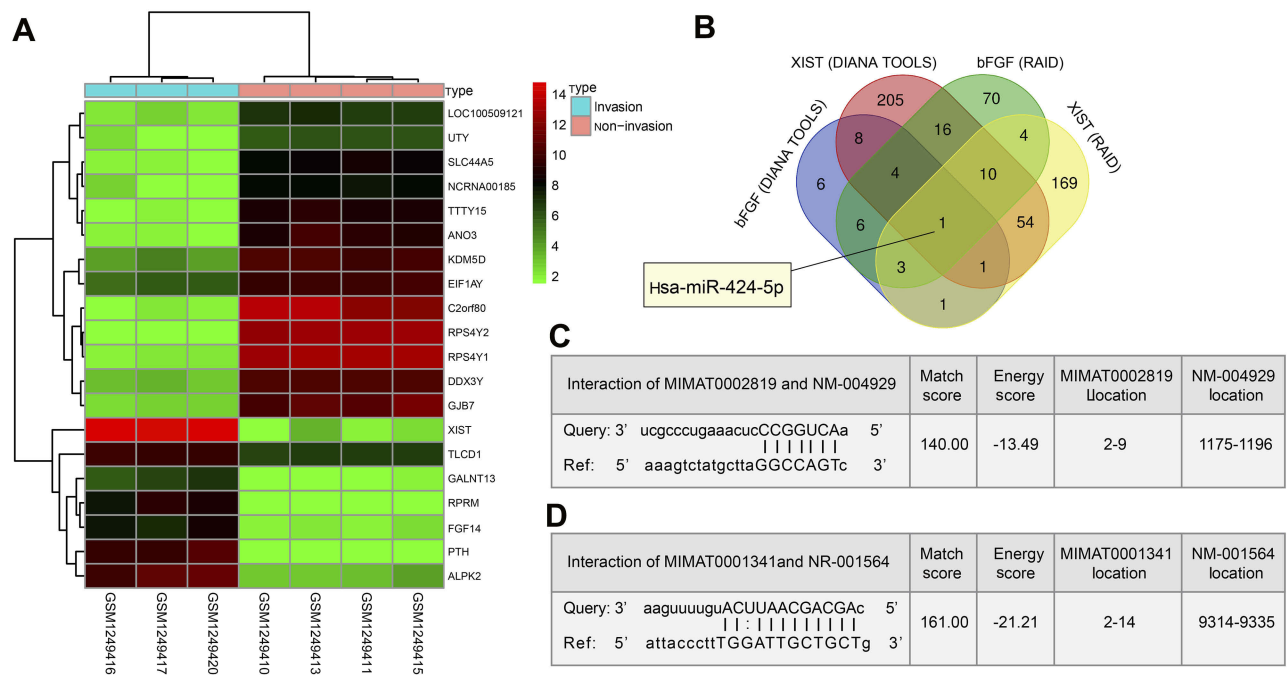 A
Type
LOC100509121
UTY
SLC44A5
NCRNA00185
TTTY15
ANO3
KDM5D
EIF1AY
C2orf80
RPS4Y2
RPS4Y1
DDX3Y
GJB7
XIST
TLCD1
GALNT13
RPRM
FGF14
PTH
ALPK2
GSM1249416
GSM1249417
GSM1249420
GSM1249410
GSM1249413
GSM1249411
GSM1249415
14
12
10
8
6
4
2
Type
Invasion
Non-invasion
B
XIST (DIANA TOOLS)
bFGF (RAID)
bFGF (DIANA TOOLS)
XIST (RAID)
205
70
8
16
4
6
4
10
169
6
1
54
3
1
1
Hsa-miR-424-5p
C
Interaction of MIMAT0002819 and NM-004929
Match score
Energy score
MIMAT0002819 Llocation
NM-004929 location
Query: 3' ucgcccugaaacucCCGGUCAa 5'
Ref: 5' aaagtctatgcttaGGCCAGTc 3'
140.00
-13.49
2-9
1175-1196
D
Interaction of MIMAT0001341and NR-001564
Match score
Energy score
MIMAT0001341 location
NM-001564 location
Query: 3' aaguuuuguACUUAACGACGAc 5'
Ref: 5' attacccttTGGATTGCTGCTg 3'
161.00
-21.21
2-14
9314-9335